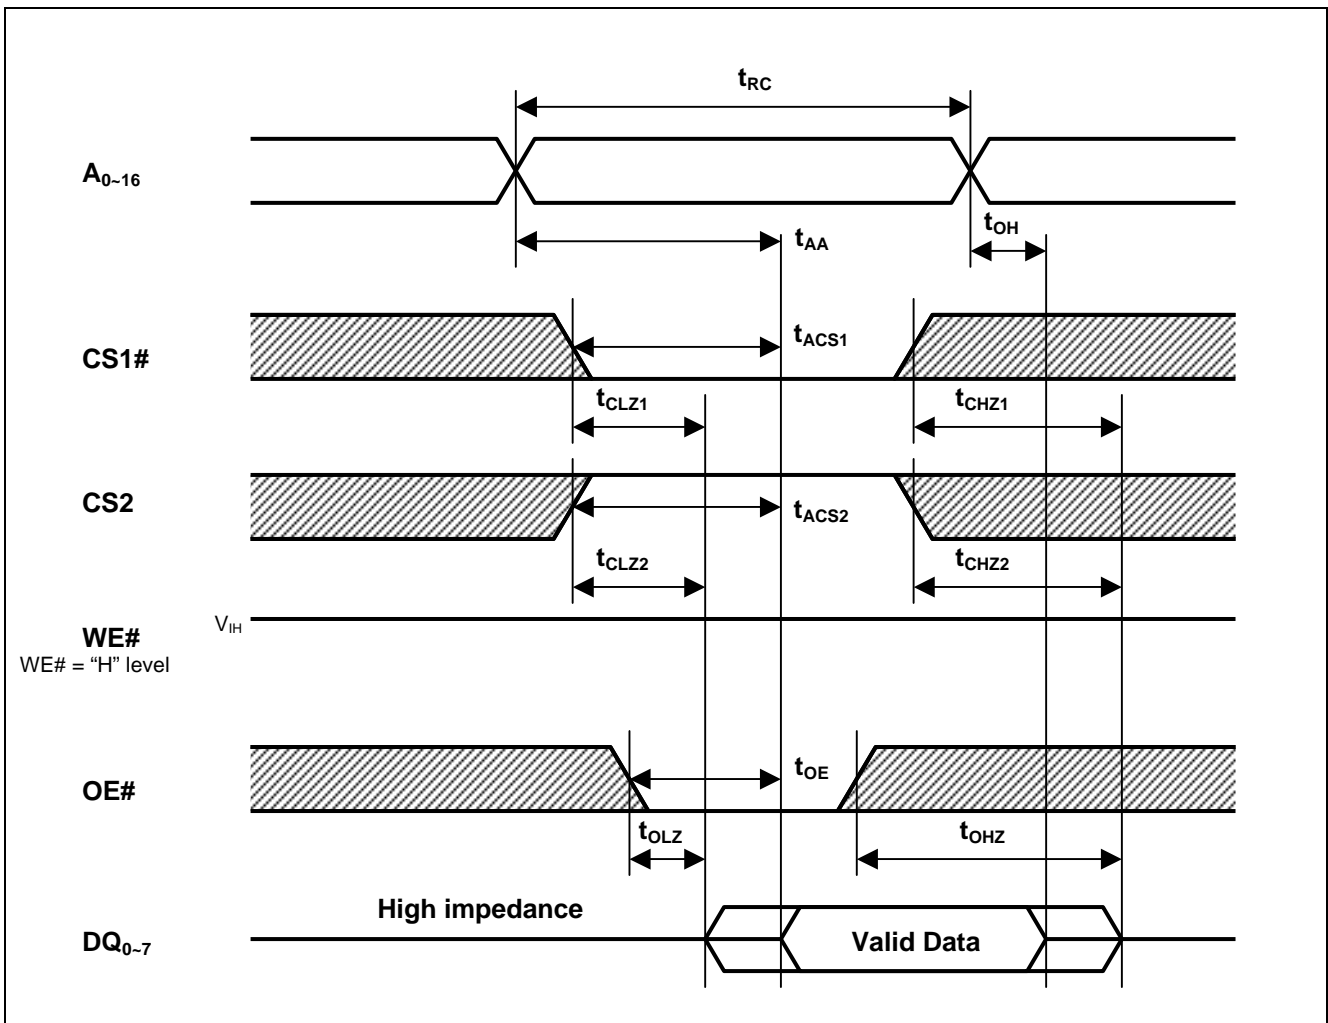 tRC
A0~16
tOH
tAA
tACS1
CS1#
tCLZ1
tCHZ1
CS2
tACS2
tCLZ2
tCHZ2
VIH
WE#
WE# = “H” level
tOE
OE#
tOLZ
tOHZ
High impedance
DQ0~7
Valid Data